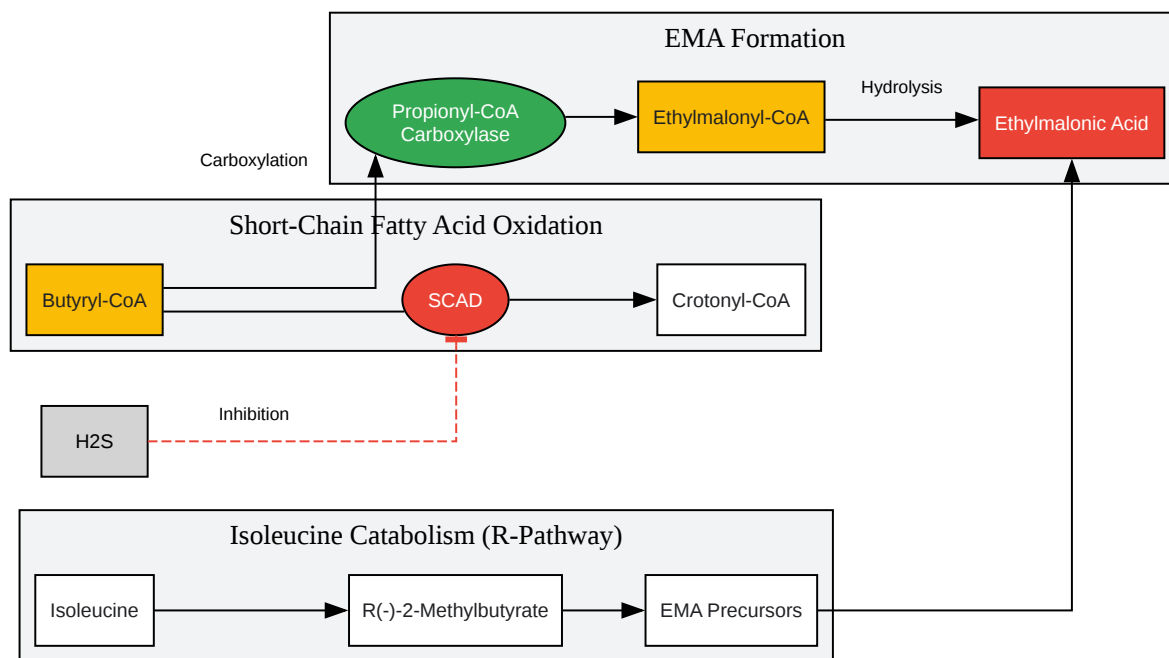 EMA Formation
Propionyl-CoA
Carboxylase
Ethylmalonyl-CoA
Hydrolysis
Ethylmalonic Acid
Carboxylation
Short-Chain Fatty Acid Oxidation
Butyryl-CoA
SCAD
Crotonyl-CoA
H2S
Inhibition
Isoleucine Catabolism (R-Pathway)
Isoleucine
R(-)-2-Methylbutyrate
EMA Precursors